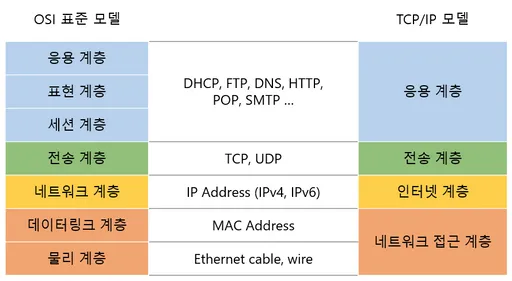 OSI 표준 모델
TCP/IP 모델
응용 계층
표현 계층
세션 계층
DHCP, FTP, DNS, HTTP,
POP, SMTP ...
응용 계층
전송 계층
TCP, UDP
전송 계층
네트워크 계층
IP Address (IPv4, IPv6)
인터넷 계층
데이터링크 계층
MAC Address
물리 계층
Ethernet cable, wire
네트워크 접근 계층